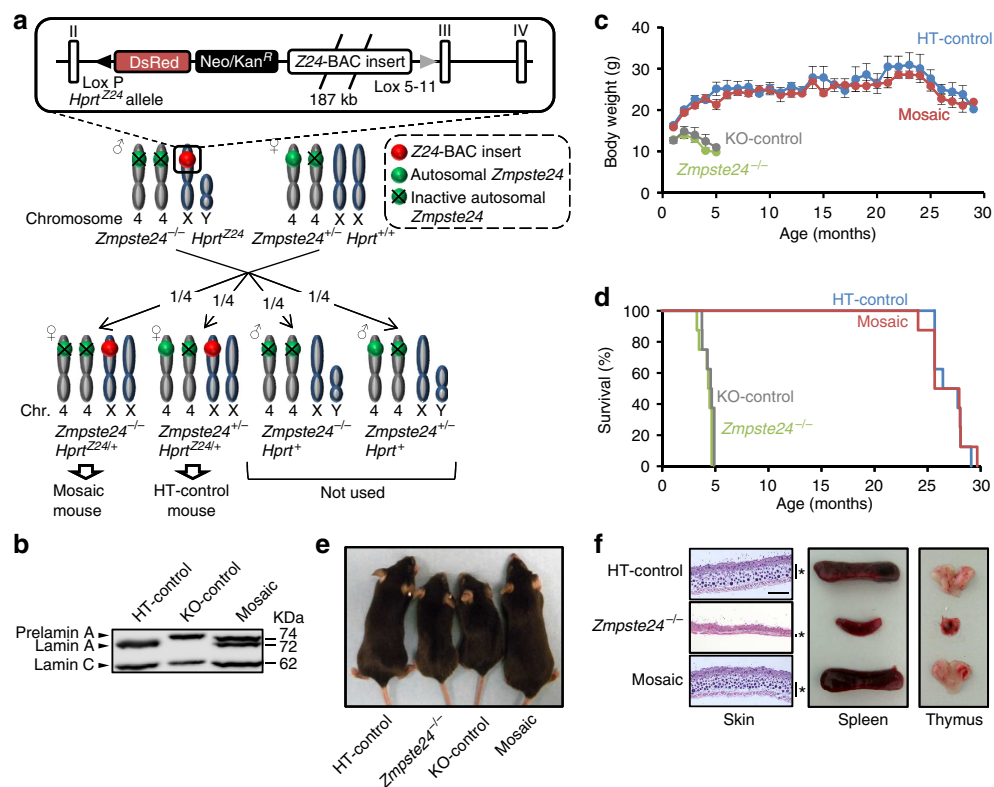 a
II
III
IV
DsRed
Neo/Kan^R
Z24-BAC insert
Lox P
Lox 5-11
Hprt^Z24 allele
187 kb
♂
♀
Z24-BAC insert
Autosomal Zmpste24
Inactive autosomal
Zmpste24
Chromosome
4 4 X Y
4 4 X X
Zmpste24^−/− Hprt^Z24
Zmpste24^+/− Hprt^+/+
1/4
1/4
1/4
1/4
♀
♀
♂
♂
Chr. 4 4 X X
4 4 X X
4 4 X Y
4 4 X Y
Zmpste24^−/−
Hprt^Z24/+
Zmpste24^+/−
Hprt^Z24/+
Zmpste24^−/−
Hprt^+
Zmpste24^+/−
Hprt^+
Mosaic
mouse
HT-control
mouse
Not used
b
HT-control
KO-control
Mosaic
KDa
Prelamin A
74
Lamin A
72
Lamin C
62
c
Body weight (g)
40
30
20
10
0
HT-control
Mosaic
KO-control
Zmpste24^−/−
0 5 10 15 20 25 30
Age (months)
d
Survival (%)
100
80
60
40
20
0
HT-control
Mosaic
KO-control
Zmpste24^−/−
0 5 10 15 20 25 30
Age (months)
e
HT-control
Zmpste24^−/−
KO-control
Mosaic
f
HT-control
*
Zmpste24^−/−
*
Mosaic
*
Skin
Spleen
Thymus